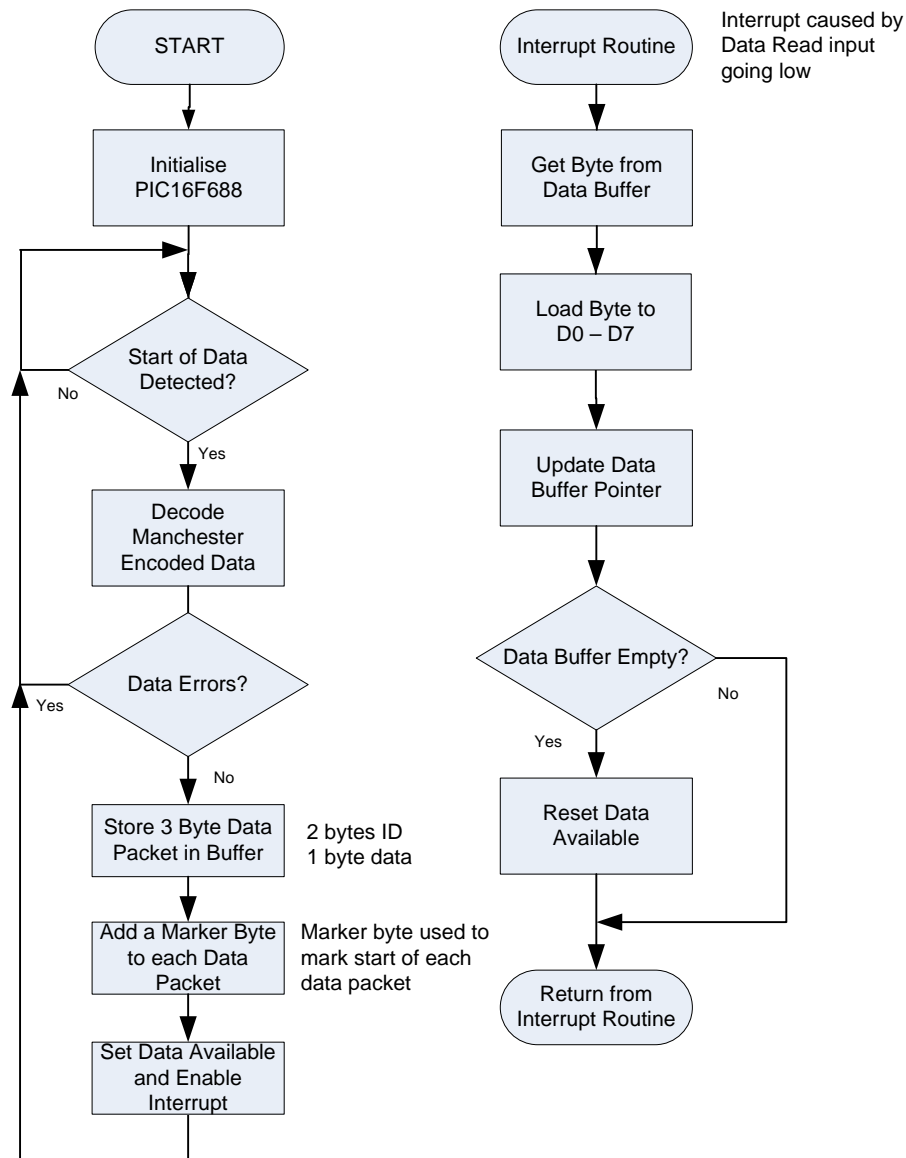 START
Initialise
PIC16F688
Start of Data
Detected?
No
Yes
Decode
Manchester
Encoded Data
Data Errors?
Yes
No
Store 3 Byte Data
Packet in Buffer
2 bytes ID
1 byte data
Add a Marker Byte
to each Data
Packet
Marker byte used to
mark start of each
data packet
Set Data Available
and Enable
Interrupt
Interrupt Routine
Interrupt caused by
Data Read input
going low
Get Byte from
Data Buffer
Load Byte to
D0 – D7
Update Data
Buffer Pointer
Data Buffer Empty?
No
Yes
Reset Data
Available
Return from
Interrupt Routine